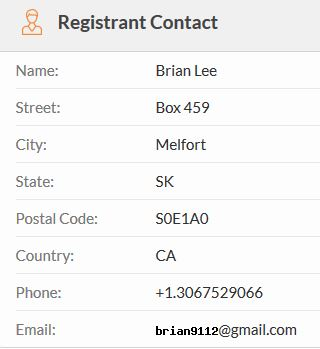 Registrant Contact
Name: Brian Lee
Street: Box 459
City: Melfort
State: SK
Postal Code: S0E1A0
Country: CA
Phone: +1.3067529066
Email: brian9112@gmail.com